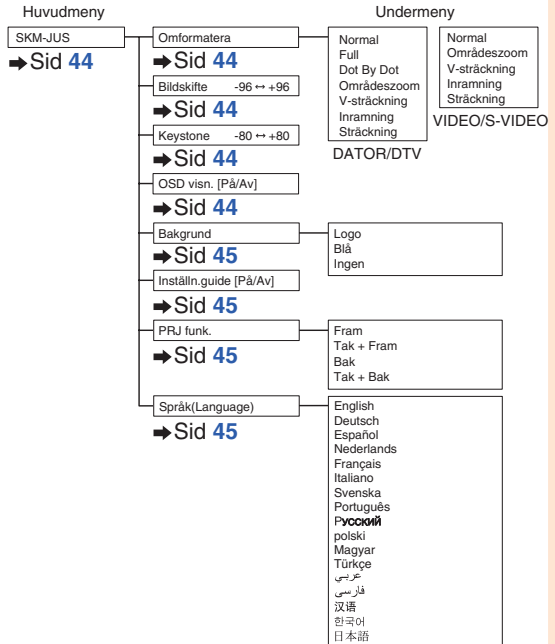 Huvudmeny
Undermeny
SKM-JUS
➡Sid 44
Omformatera
➡Sid 44
Normal
Full
Dot By Dot
Områdeszoom
V-sträckning
Inramning
Sträckning
DATOR/DTV
Normal
Områdeszoom
V-sträckning
Inramning
Sträckning
VIDEO/S-VIDEO
Bildskifte -96 ↔ +96
➡Sid 44
Keystone -80 ↔ +80
➡Sid 44
OSD visn. [På/Av]
➡Sid 44
Bakgrund
➡Sid 45
Logo
Blå
Ingen
Inställn.guide [På/Av]
➡Sid 45
PRJ funk.
➡Sid 45
Fram
Tak + Fram
Bak
Tak + Bak
Språk(Language)
➡Sid 45
English
Deutsch
Español
Nederlands
Français
Italiano
Svenska
Português
Русский
polski
Magyar
Türkçe
عربي
فارسی
汉语
한국어
日本語